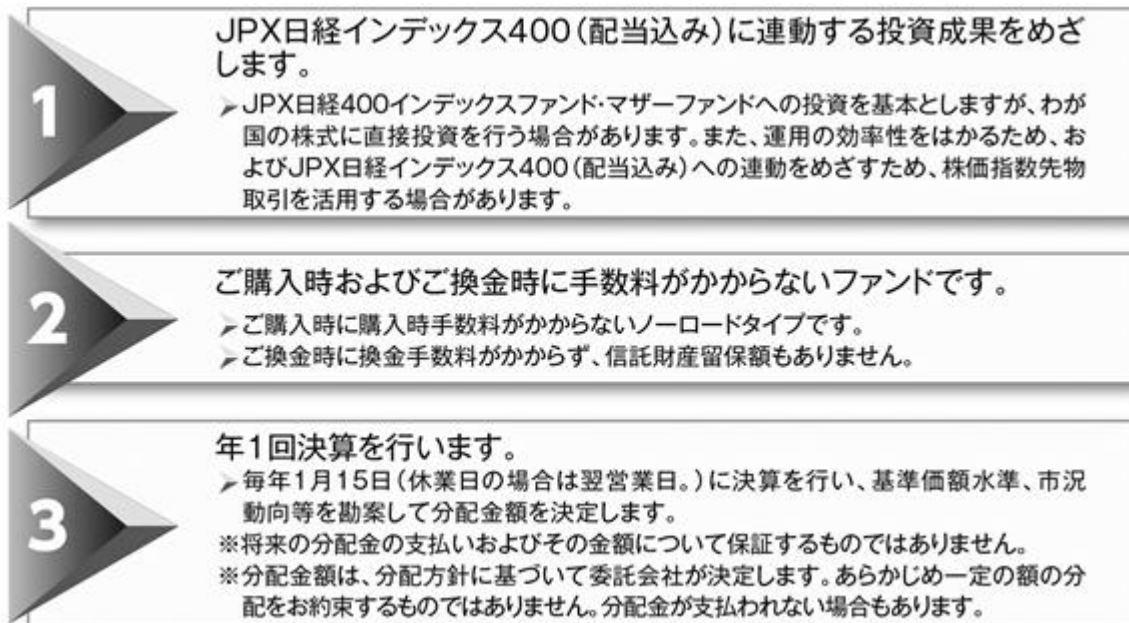 1
JPX日経インデックス400(配当込み)に連動する投資成果をめざ
します。
➢JPX日経400インデックスファンド・マザーファンドへの投資を基本としますが、わが
国の株式に直接投資を行う場合があります。また、運用の効率性をはかるため、お
よびJPX日経インデックス400(配当込み)への連動をめざすため、株価指数先物
取引を活用する場合があります。
2
ご購入時およびご換金時に手数料がかからないファンドです。
➢ご購入時に購入時手数料がかからないノーロードタイプです。
➢ご換金時に換金手数料がかからず、信託財産留保額もありません。
3
年1回決算を行います。
➢毎年1月15日(休業日の場合は翌営業日。)に決算を行い、基準価額水準、市況
動向等を勘案して分配金額を決定します。
※将来の分配金の支払いおよびその金額について保証するものではありません。
※分配金額は、分配方針に基づいて委託会社が決定します。あらかじめ一定の額の分
配をお約束するものではありません。分配金が支払われない場合もあります。